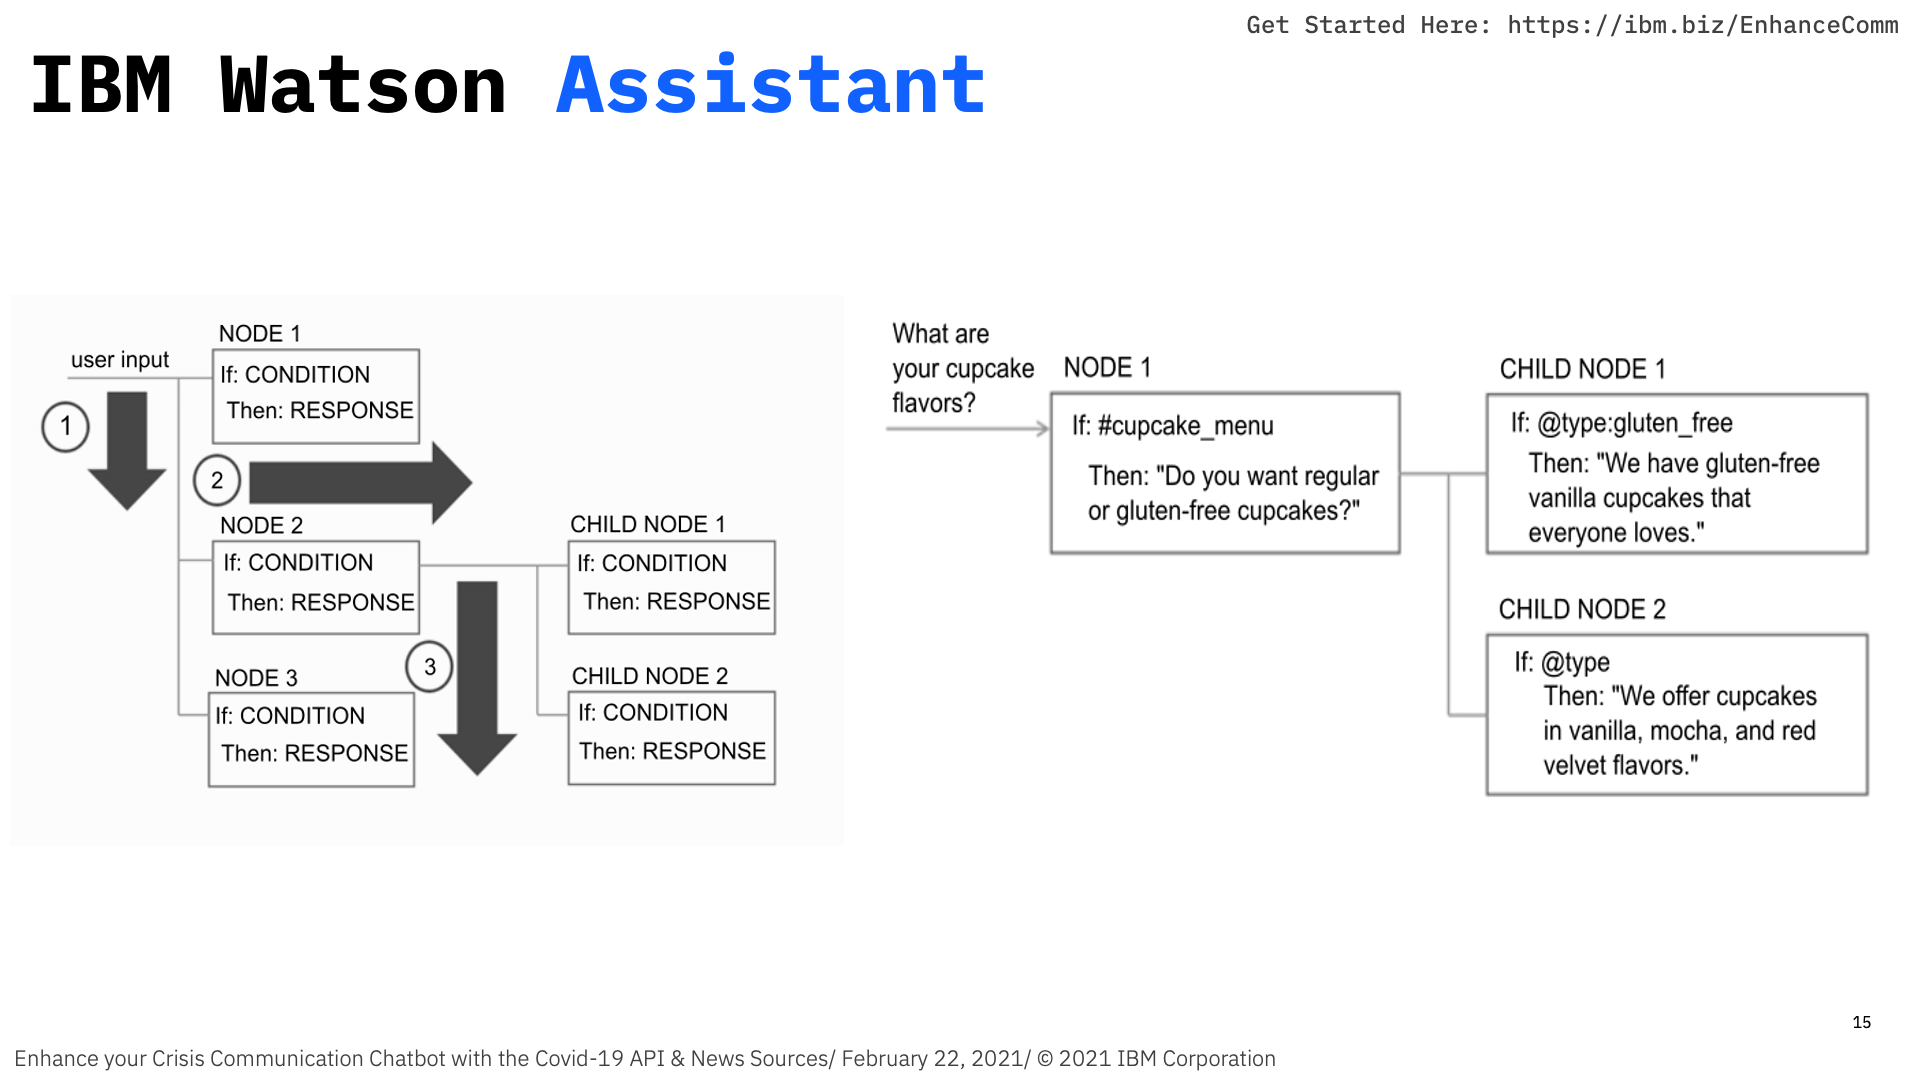 Get Started Here: https://ibm.biz/EnhanceComm
IBM Watson Assistant
user input
1
NODE 1
If: CONDITION
Then: RESPONSE
2
NODE 2
If: CONDITION
Then: RESPONSE
CHILD NODE 1
If: CONDITION
Then: RESPONSE
3
NODE 3
If: CONDITION
Then: RESPONSE
CHILD NODE 2
If: CONDITION
Then: RESPONSE
What are
your cupcake
flavors?
NODE 1
If: #cupcake_menu
Then: "Do you want regular
or gluten-free cupcakes?"
CHILD NODE 1
If: @type:gluten_free
Then: "We have gluten-free
vanilla cupcakes that
everyone loves."
CHILD NODE 2
If: @type
Then: "We offer cupcakes
in vanilla, mocha, and red
velvet flavors."
15
Enhance your Crisis Communication Chatbot with the Covid-19 API & News Sources/ February 22, 2021/ © 2021 IBM Corporation